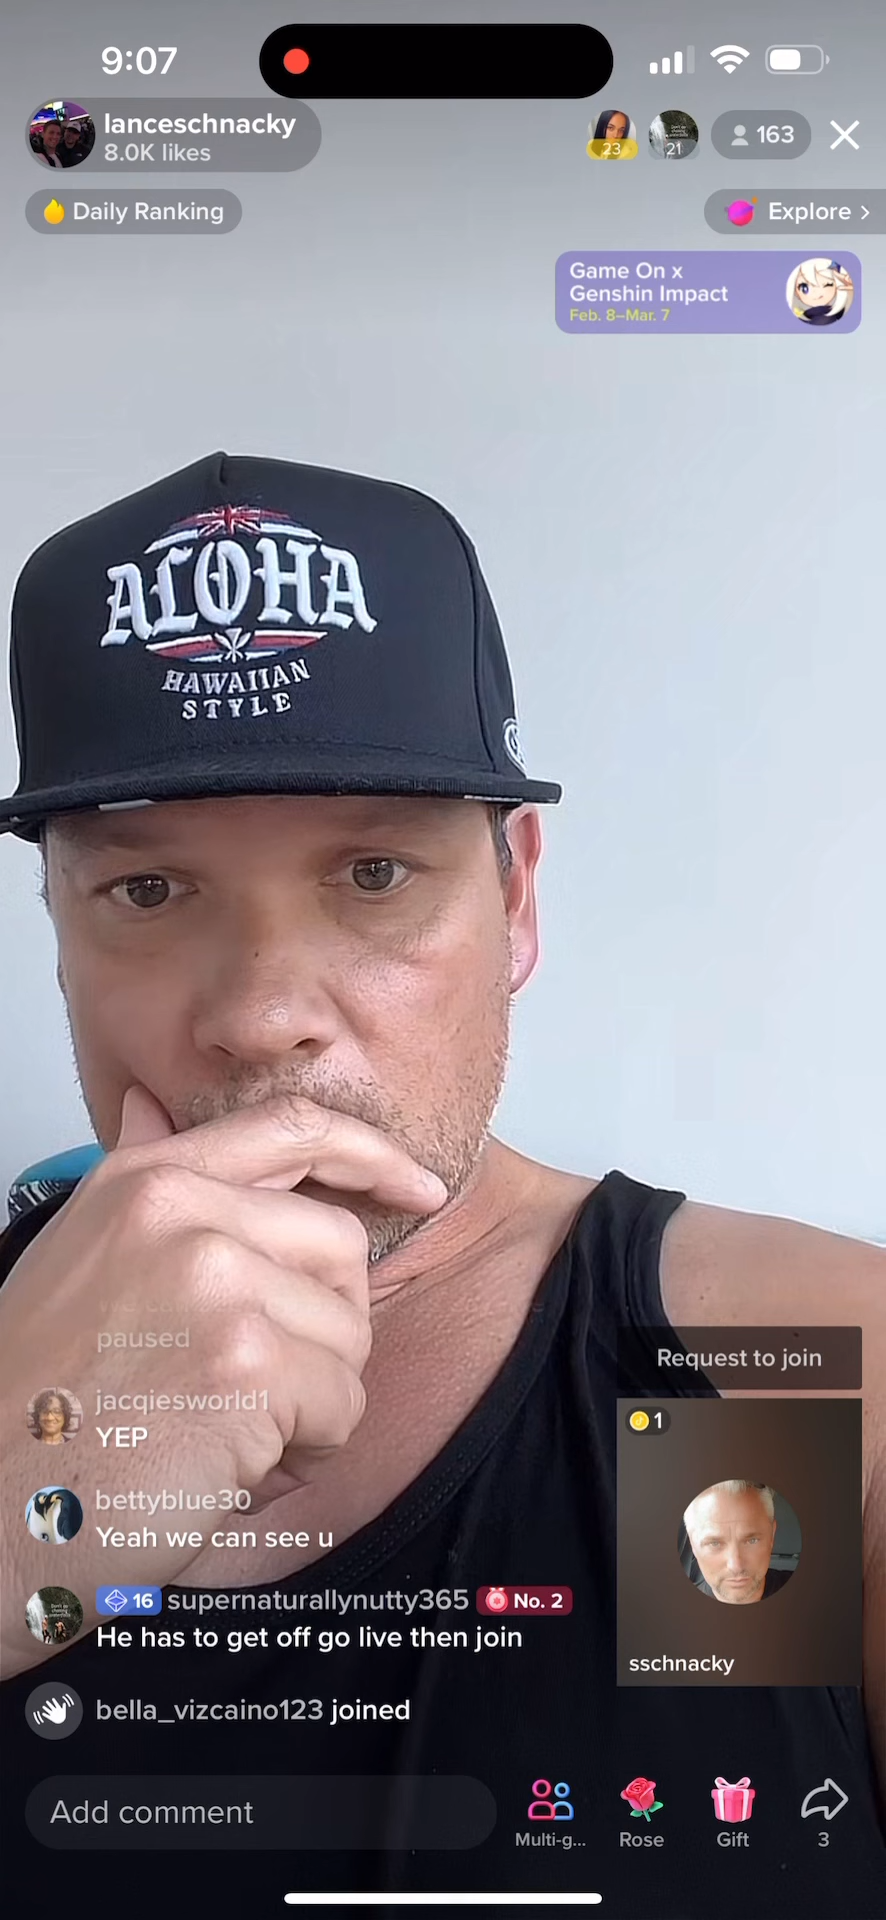 9:07
lanceschnacky
8.0K likes
23
21
163
Daily Ranking
Explore >
Game On x
Genshin Impact
Feb. 8–Mar. 7
ALOHA
HAWAIIAN
STYLE
paused
Request to join
jacqiesworld1
YEP
1
bettyblue30
Yeah we can see u
16 supernaturallynutty365 No. 2
He has to get off go live then join
sschnacky
bella_vizcaino123 joined
Add comment
Multi-g...
Rose
Gift
3